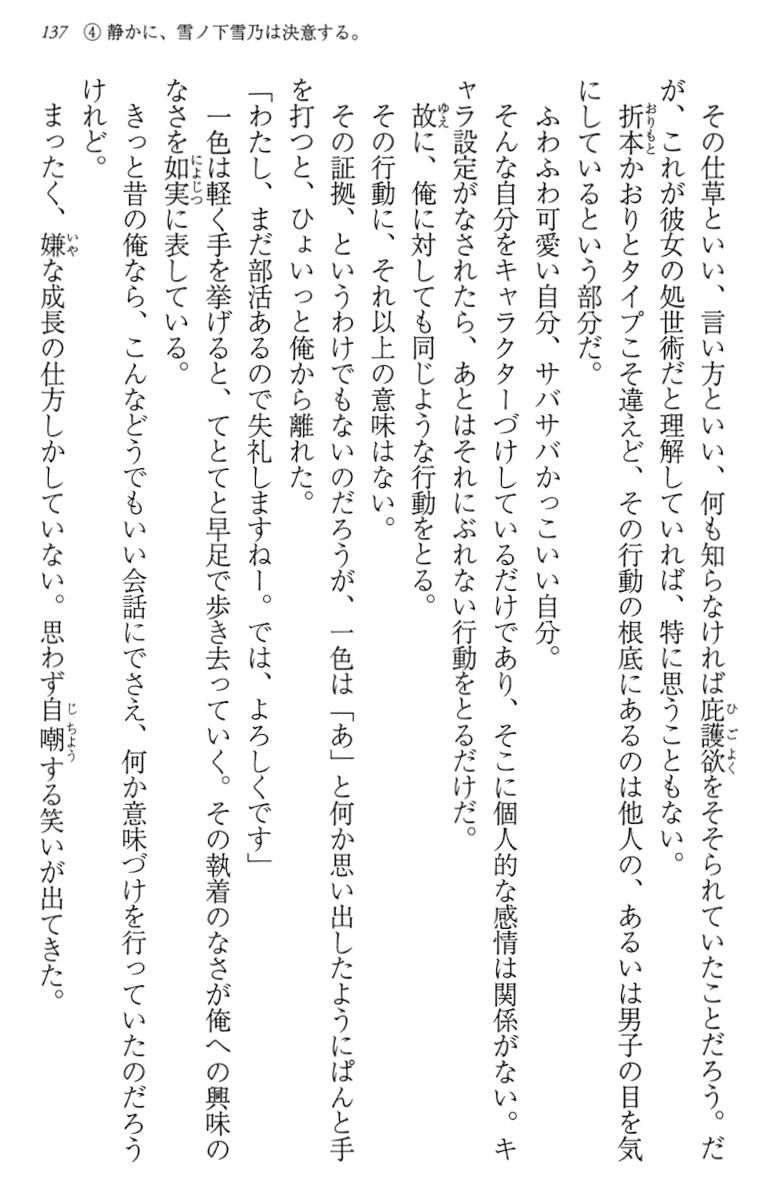 137 ④ 静かに、雪ノ下雪乃は決意する。
その仕草といい、言い方といい、何も知らなければ庇護欲をそそられていたことだろう。だ
が、これが彼女の処世術だと理解していれば、特に思うこともない。
折本かおりとタイプこそ違えど、その行動の根底にあるのは他人の、あるいは男子の目を気
にしているという部分だ。
ふわふわ可愛い自分、サバサバかっこいい自分。
そんな自分をキャラクターづけしているだけであり、そこに個人的な感情は関係がない。キ
ャラ設定がなされたら、あとはそれにぶれない行動をとるだけだ。
故に、俺に対しても同じような行動をとる。
その行動に、それ以上の意味はない。
その証拠、というわけでもないのだろうが、一色は「あ」と何か思い出したようにぱんと手
を打つと、ひょいっと俺から離れた。
「わたし、まだ部活あるので失礼しますねー。では、よろしくです」
一色は軽く手を挙げると、てとてと早足で歩き去っていく。その執着のなさが俺への興味の
なさを如実に表している。
きっと昔の俺なら、こんなどうでもいい会話にでさえ、何か意味づけを行っていたのだろう
けれど。
まったく、嫌な成長の仕方しかしていない。思わず自嘲する笑いが出てきた。